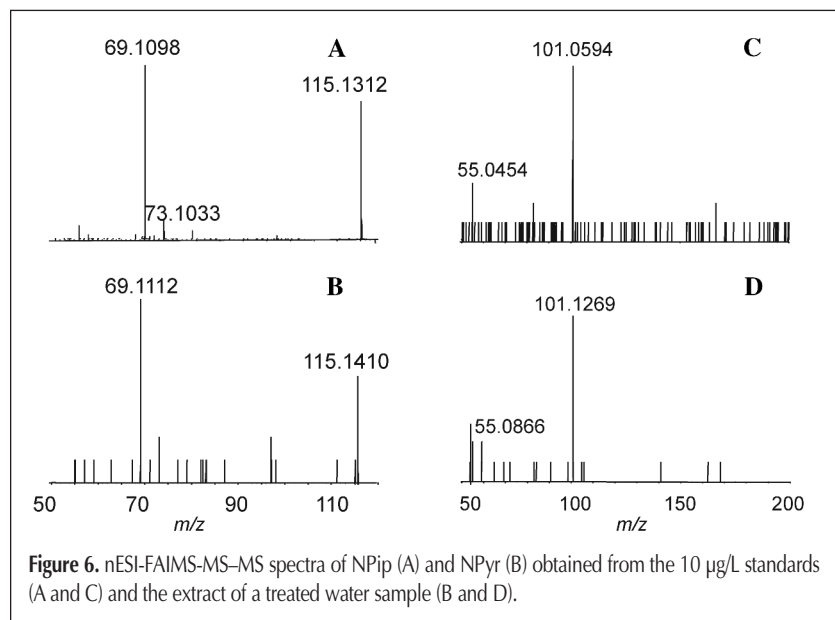 A
69.1098
115.1312
73.1033
B
69.1112
115.1410
50 70 90 110
m/z
C
101.0594
55.0454
D
101.1269
55.0866
50 100 150 200
m/z
Figure 6. nESI-FAIMS-MS–MS spectra of NPip (A) and NPyr (B) obtained from the 10 µg/L standards
(A and C) and the extract of a treated water sample (B and D).